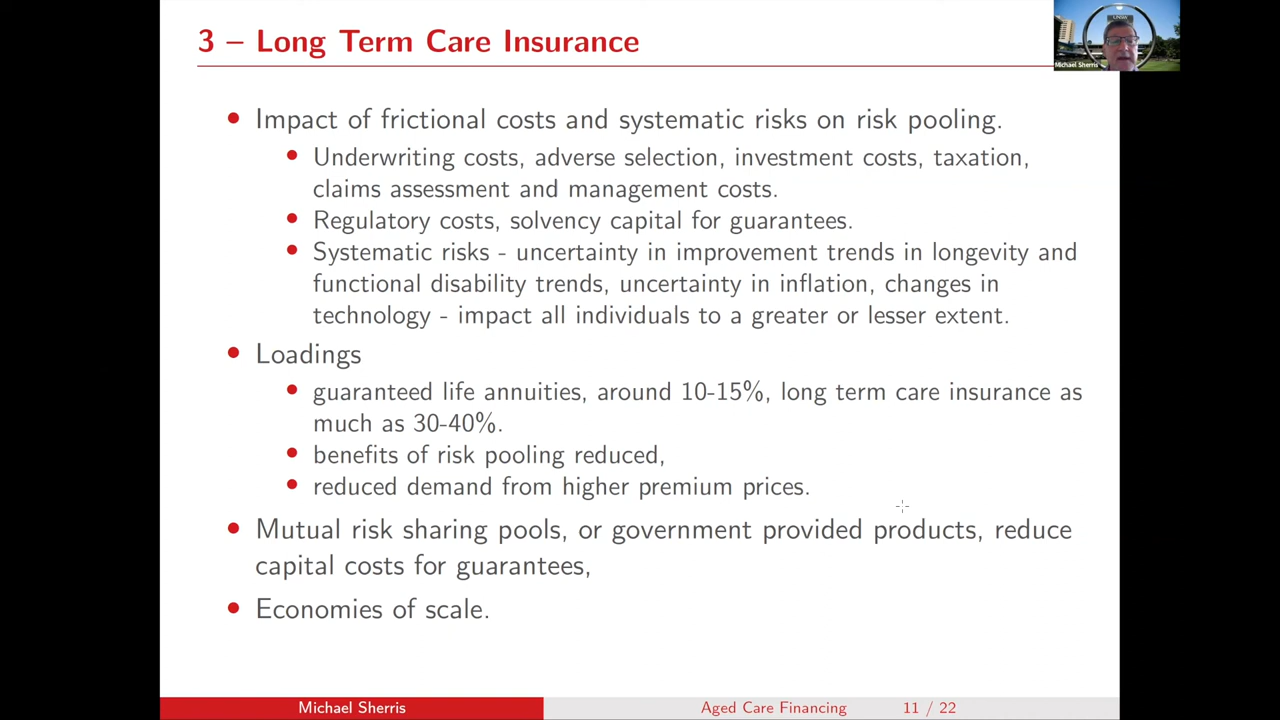 3 – Long Term Care Insurance
UNSW
Michael Sherris
• Impact of frictional costs and systematic risks on risk pooling.
• Underwriting costs, adverse selection, investment costs, taxation,
claims assessment and management costs.
• Regulatory costs, solvency capital for guarantees.
• Systematic risks - uncertainty in improvement trends in longevity and
functional disability trends, uncertainty in inflation, changes in
technology - impact all individuals to a greater or lesser extent.
• Loadings
• guaranteed life annuities, around 10-15%, long term care insurance as
much as 30-40%.
• benefits of risk pooling reduced,
• reduced demand from higher premium prices.
• Mutual risk sharing pools, or government provided products, reduce
capital costs for guarantees,
• Economies of scale.
Michael Sherris
Aged Care Financing 11 / 22